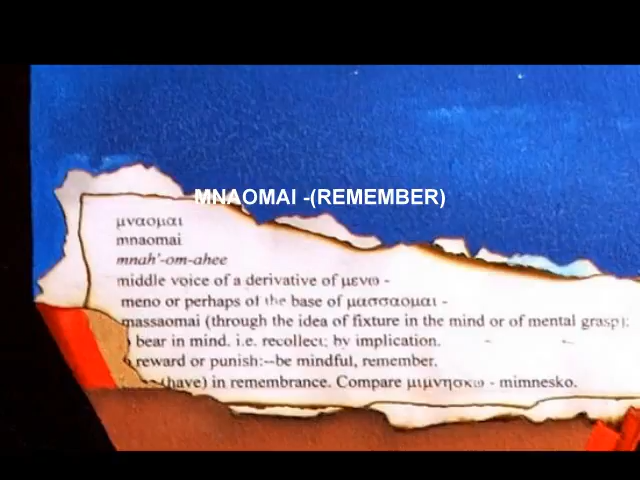 MNAOMAI -(REMEMBER)
μναομαι
mnaomai
mnah'-om-ahee
middle voice of a derivative of μενω -
meno or perhaps of the base of μασσαομαι -
massaomai (through the idea of fixture in the mind or of mental grasp):
bear in mind. i.e. recollect; by implication.
reward or punish:--be mindful, remember.
(have) in remembrance. Compare μιμνησκω - mimnesko.